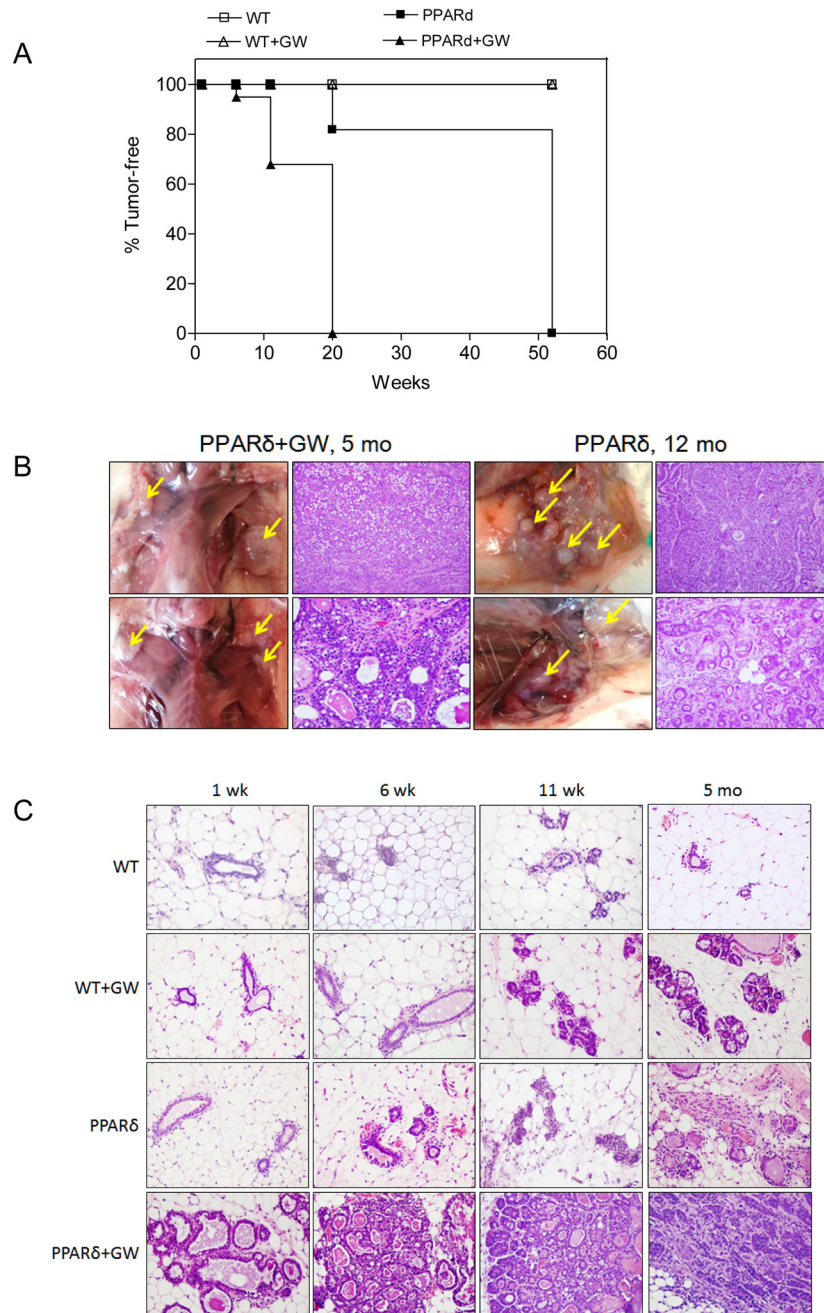 WT
PPARd
WT+GW
PPARd+GW
A
100
80
60
40
20
0
% Tumor-free
0 10 20 30 40 50 60
Weeks
B
PPARδ+GW, 5 mo
PPARδ, 12 mo
C
1 wk 6 wk 11 wk 5 mo
WT
WT+GW
PPARδ
PPARδ+GW